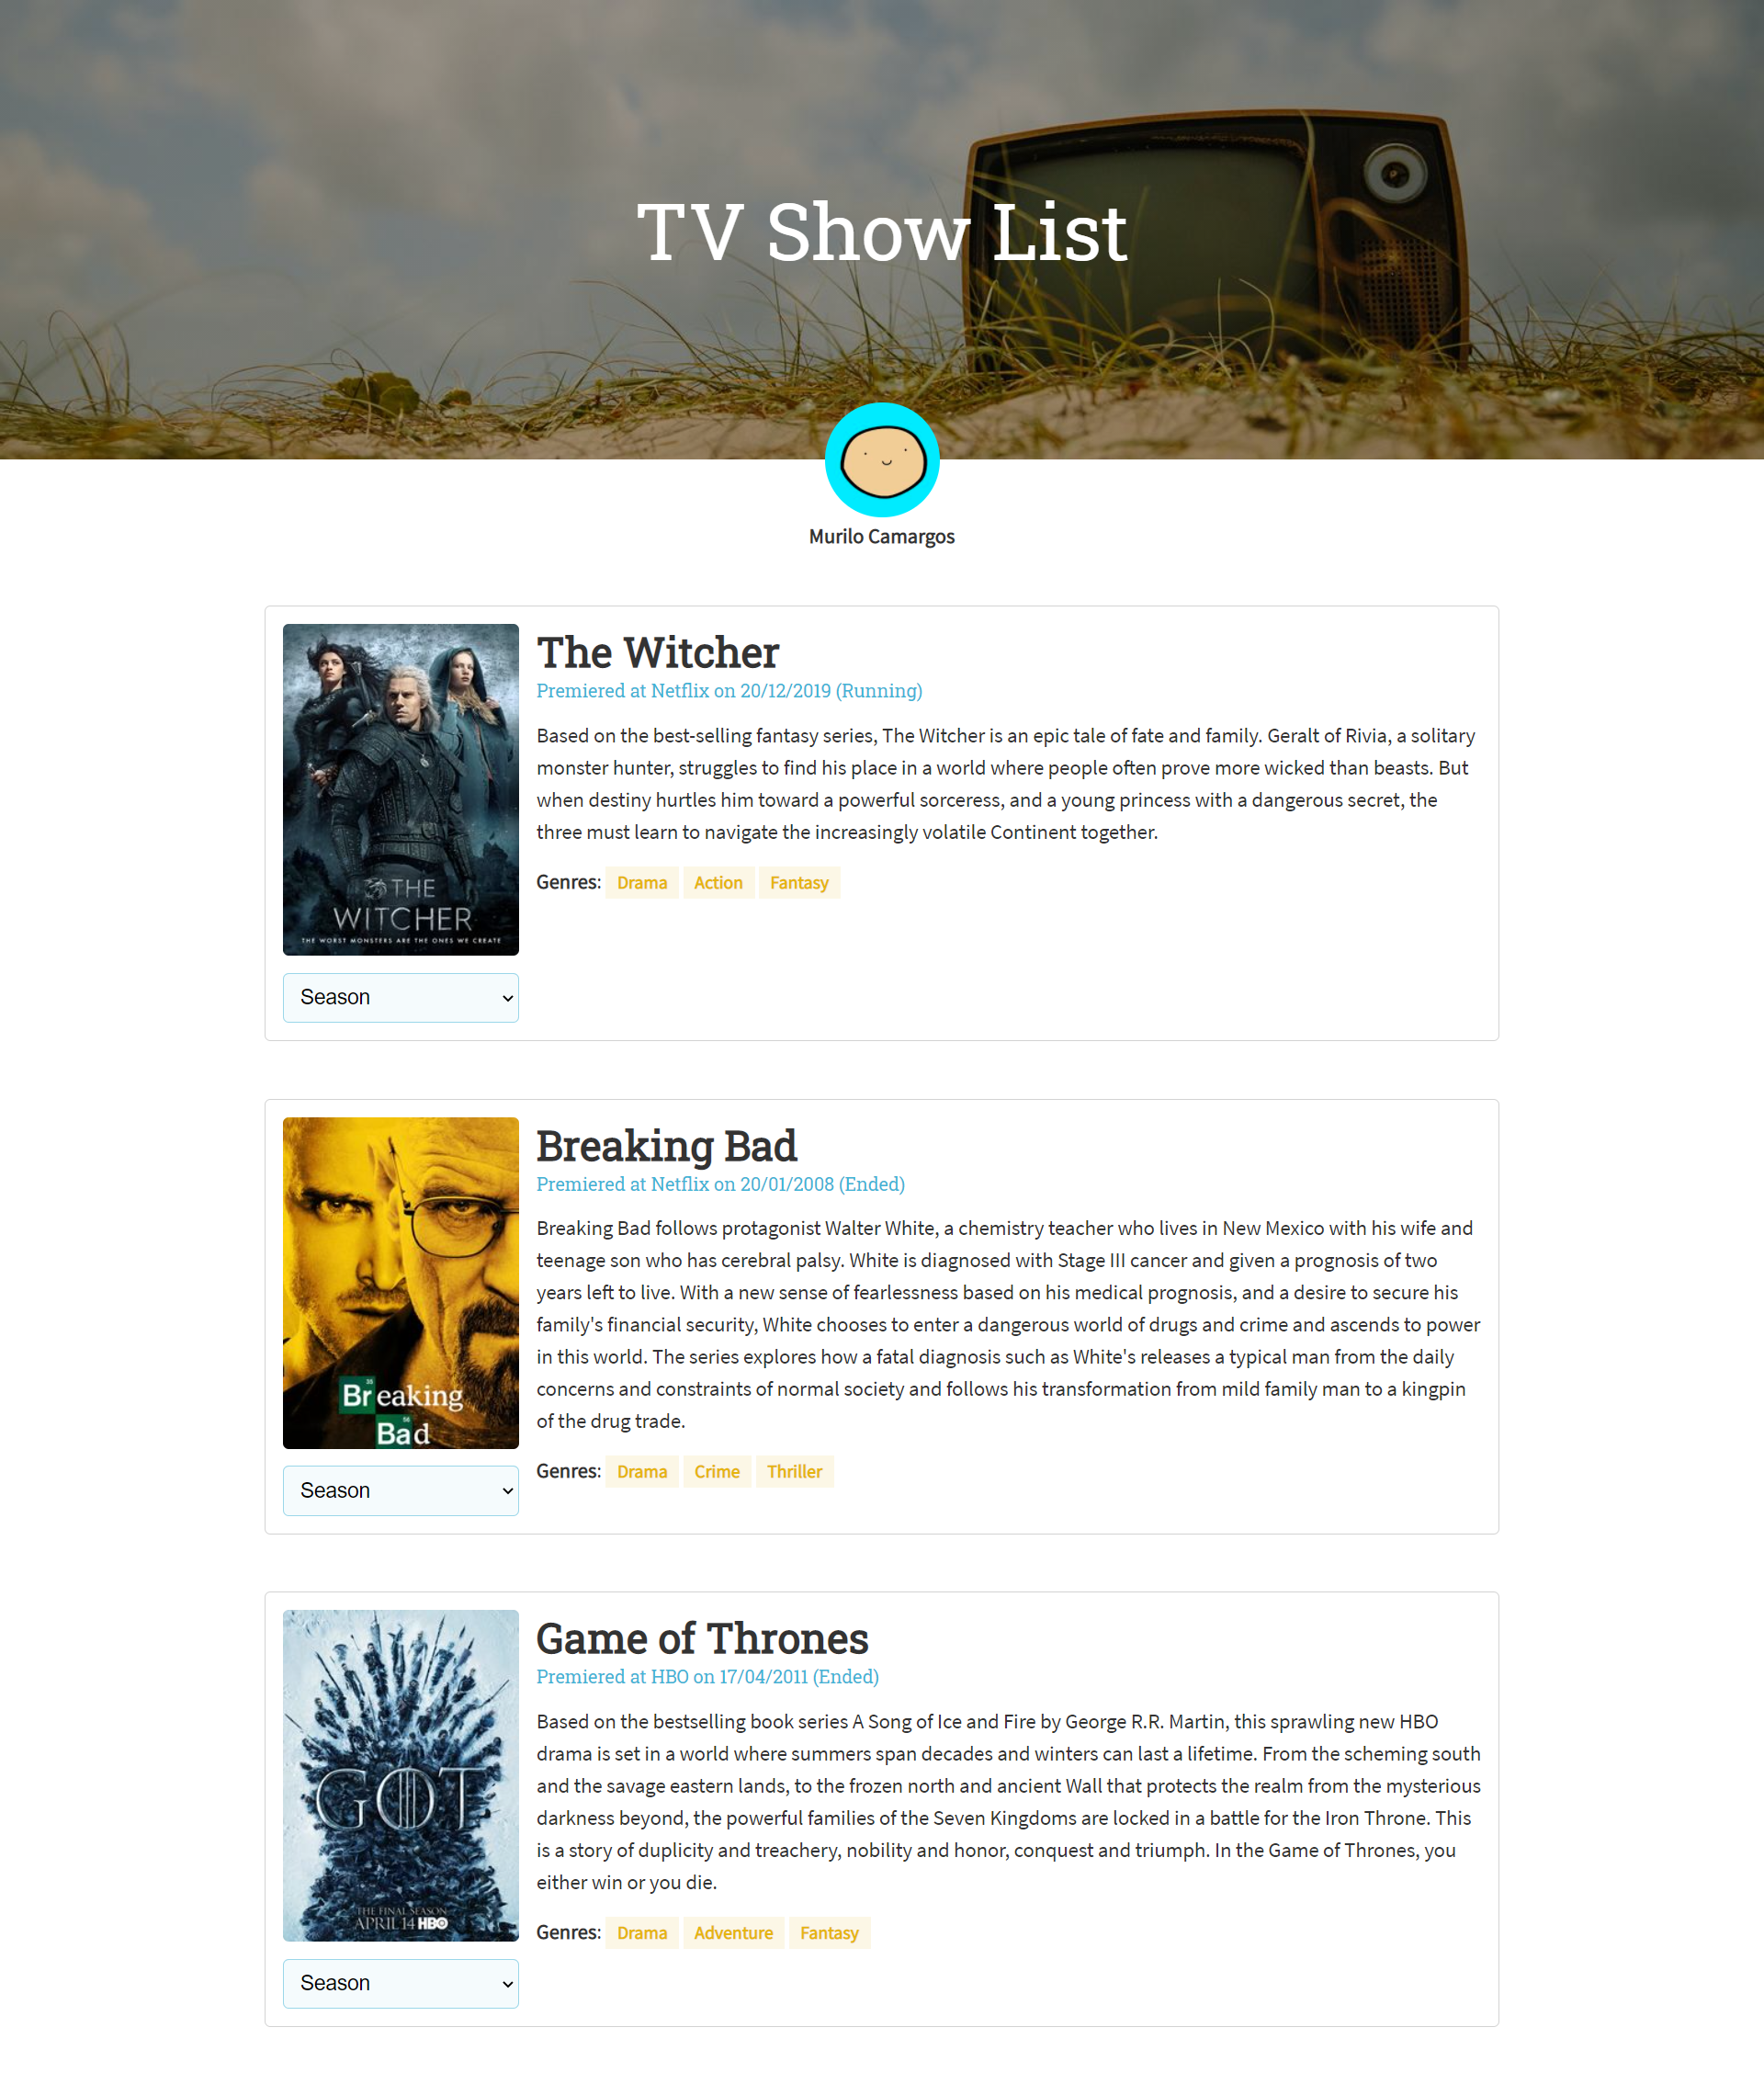 TV Show List
Murilo Camargos
The Witcher
Premiered at Netflix on 20/12/2019 (Running)
Based on the best-selling fantasy series, The Witcher is an epic tale of fate and family. Geralt of Rivia, a solitary
monster hunter, struggles to find his place in a world where people often prove more wicked than beasts. But
when destiny hurtles him toward a powerful sorceress, and a young princess with a dangerous secret, the
three must learn to navigate the increasingly volatile Continent together.
Genres: Drama Action Fantasy
THE
WITCHER
THE WORST MONSTERS ARE THE ONES WE CREATE
Season
Breaking Bad
Premiered at Netflix on 20/01/2008 (Ended)
Breaking Bad follows protagonist Walter White, a chemistry teacher who lives in New Mexico with his wife and
teenage son who has cerebral palsy. White is diagnosed with Stage III cancer and given a prognosis of two
years left to live. With a new sense of fearlessness based on his medical prognosis, and a desire to secure his
family's financial security, White chooses to enter a dangerous world of drugs and crime and ascends to power
in this world. The series explores how a fatal diagnosis such as White's releases a typical man from the daily
concerns and constraints of normal society and follows his transformation from mild family man to a kingpin
of the drug trade.
Genres: Drama Crime Thriller
35
Breaking
56
Bad
Season
Game of Thrones
Premiered at HBO on 17/04/2011 (Ended)
Based on the bestselling book series A Song of Ice and Fire by George R.R. Martin, this sprawling new HBO
drama is set in a world where summers span decades and winters can last a lifetime. From the scheming south
and the savage eastern lands, to the frozen north and ancient Wall that protects the realm from the mysterious
darkness beyond, the powerful families of the Seven Kingdoms are locked in a battle for the Iron Throne. This
is a story of duplicity and treachery, nobility and honor, conquest and triumph. In the Game of Thrones, you
either win or you die.
Genres: Drama Adventure Fantasy
GOT
THE FINAL SEASON
APRIL 14 HBO
Season